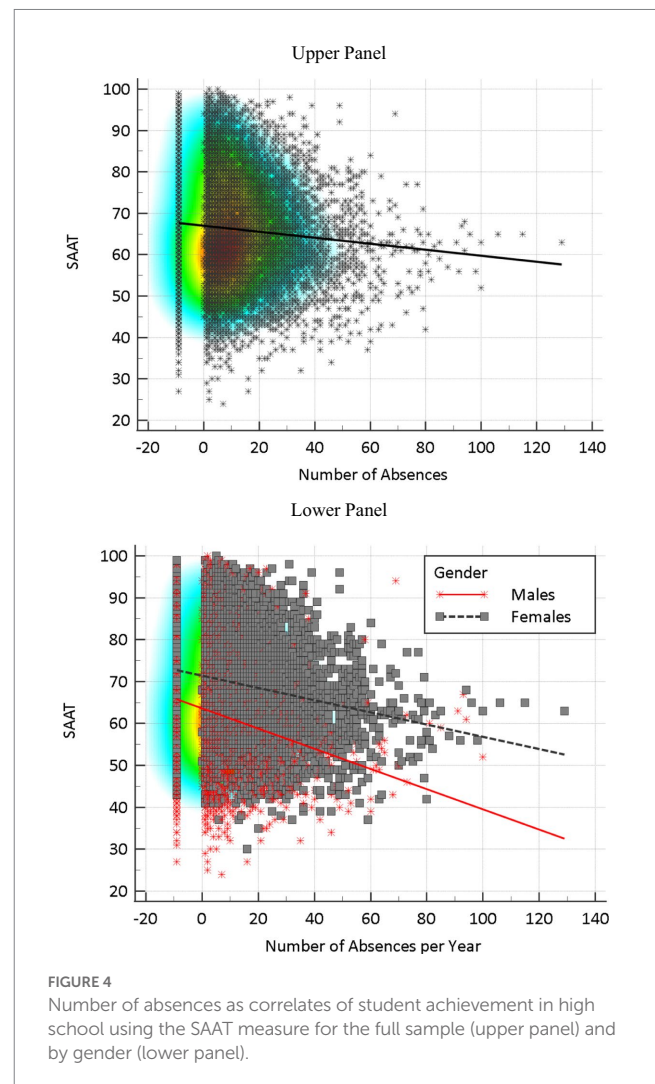 Upper Panel
100
90
80
70
60
50
40
30
20
SAAT
-20 0 20 40 60 80 100 120 140
Number of Absences
Lower Panel
100
90
80
70
60
50
40
30
20
SAAT
Gender
Males
Females
-20 0 20 40 60 80 100 120 140
Number of Absences per Year
FIGURE 4
Number of absences as correlates of student achievement in high
school using the SAAT measure for the full sample (upper panel) and
by gender (lower panel).